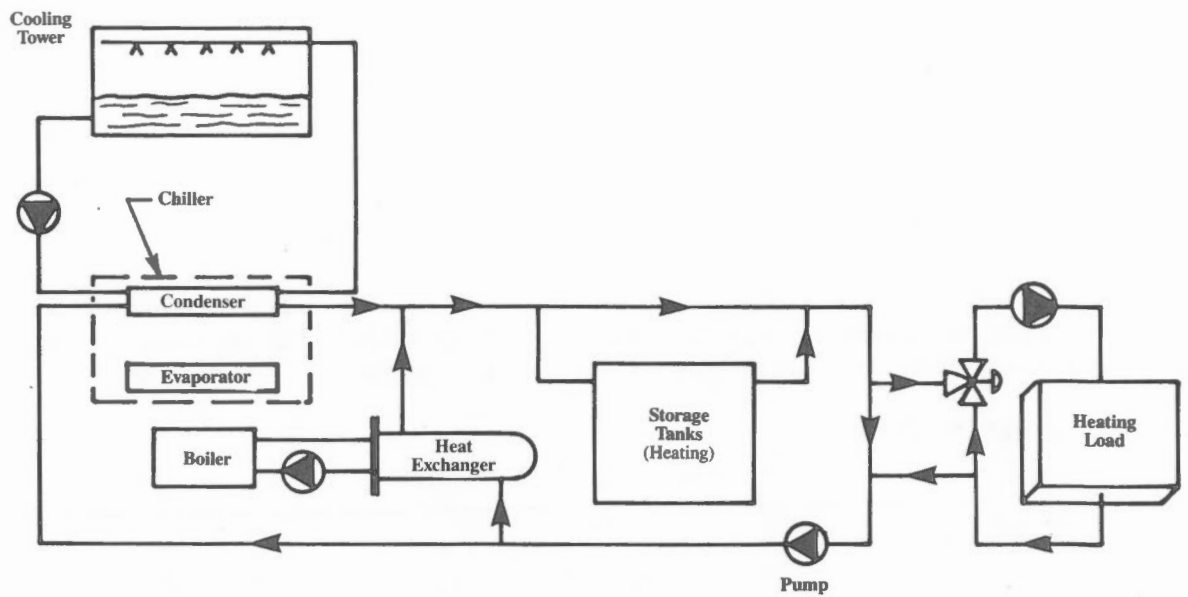 Cooling
Tower
Chiller
Condenser
Evaporator
Boiler
Heat
Exchanger
Storage
Tanks
(Heating)
Heating
Load
Pump